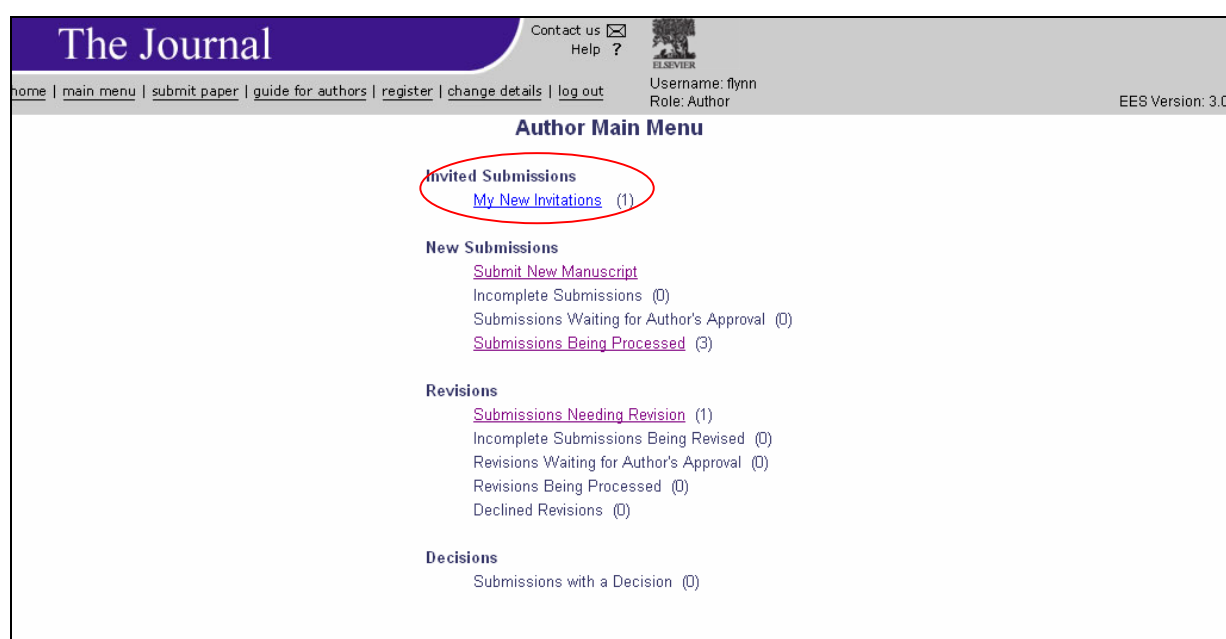 The Journal
Contact us
Help ?
ELSEVIER
home | main menu | submit paper | guide for authors | register | change details | log out
Username: flynn
Role: Author
EES Version: 3.0
Author Main Menu
Invited Submissions
My New Invitations (1)
New Submissions
Submit New Manuscript
Incomplete Submissions (0)
Submissions Waiting for Author's Approval (0)
Submissions Being Processed (3)
Revisions
Submissions Needing Revision (1)
Incomplete Submissions Being Revised (0)
Revisions Waiting for Author's Approval (0)
Revisions Being Processed (0)
Declined Revisions (0)
Decisions
Submissions with a Decision (0)